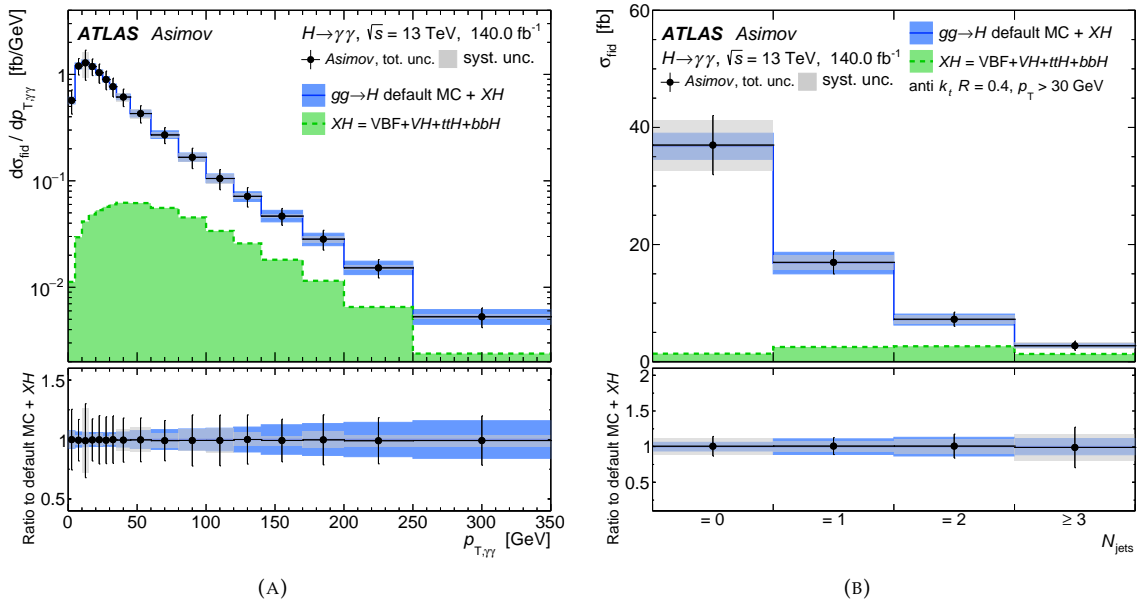 ATLAS Asimov
H→γγ, √s = 13 TeV, 140.0 fb⁻¹
Asimov, tot. unc. syst. unc.
gg→H default MC + XH
XH = VBF+VH+ttH+bbH
dσ_fid / dp_T,γγ [fb/GeV]
1
10⁻¹
10⁻²
Ratio to default MC + XH
1.5
1
0.5
0 50 100 150 200 250 300 350
p_T,γγ [GeV]
(A)
ATLAS Asimov
H→γγ, √s = 13 TeV, 140.0 fb⁻¹
Asimov, tot. unc. syst. unc.
gg→H default MC + XH
XH = VBF+VH+ttH+bbH
anti k_t R = 0.4, p_T > 30 GeV
σ_fid [fb]
60
40
20
0
Ratio to default MC + XH
2
1.5
1
0.5
= 0 = 1 = 2 ≥ 3
N_jets
(B)